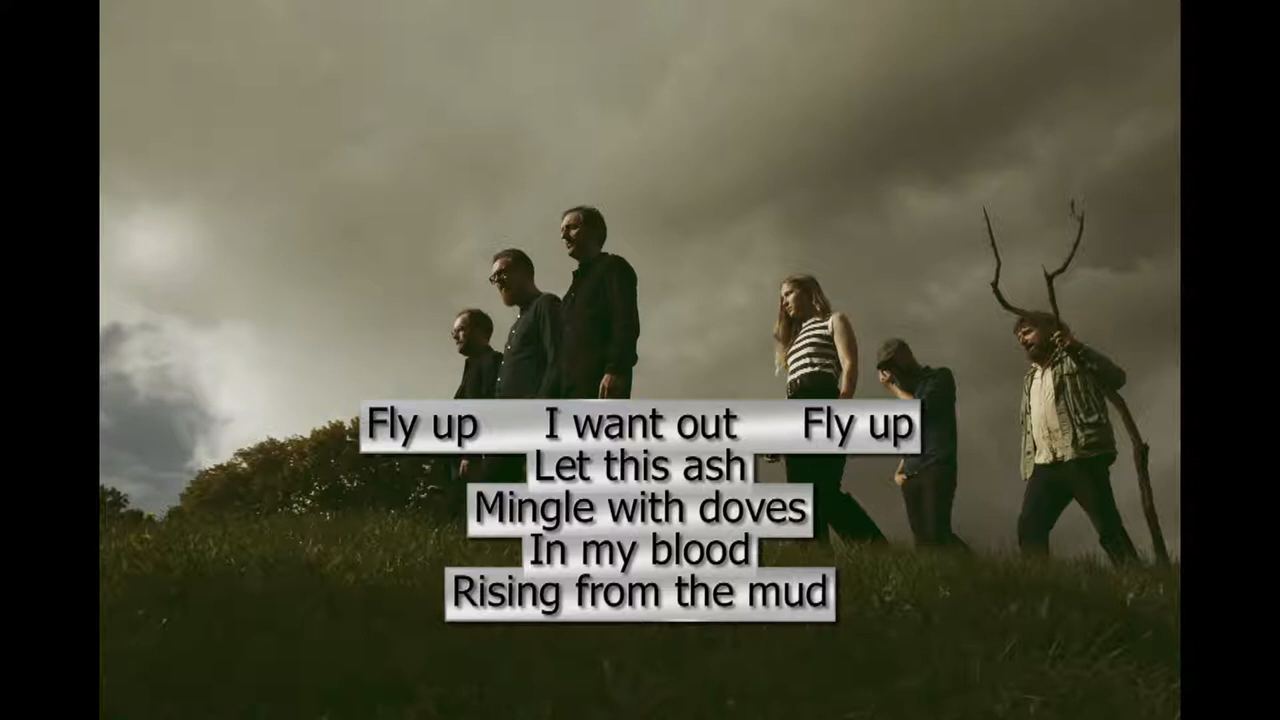 Fly up I want out Fly up
Let this ash
Mingle with doves
In my blood
Rising from the mud